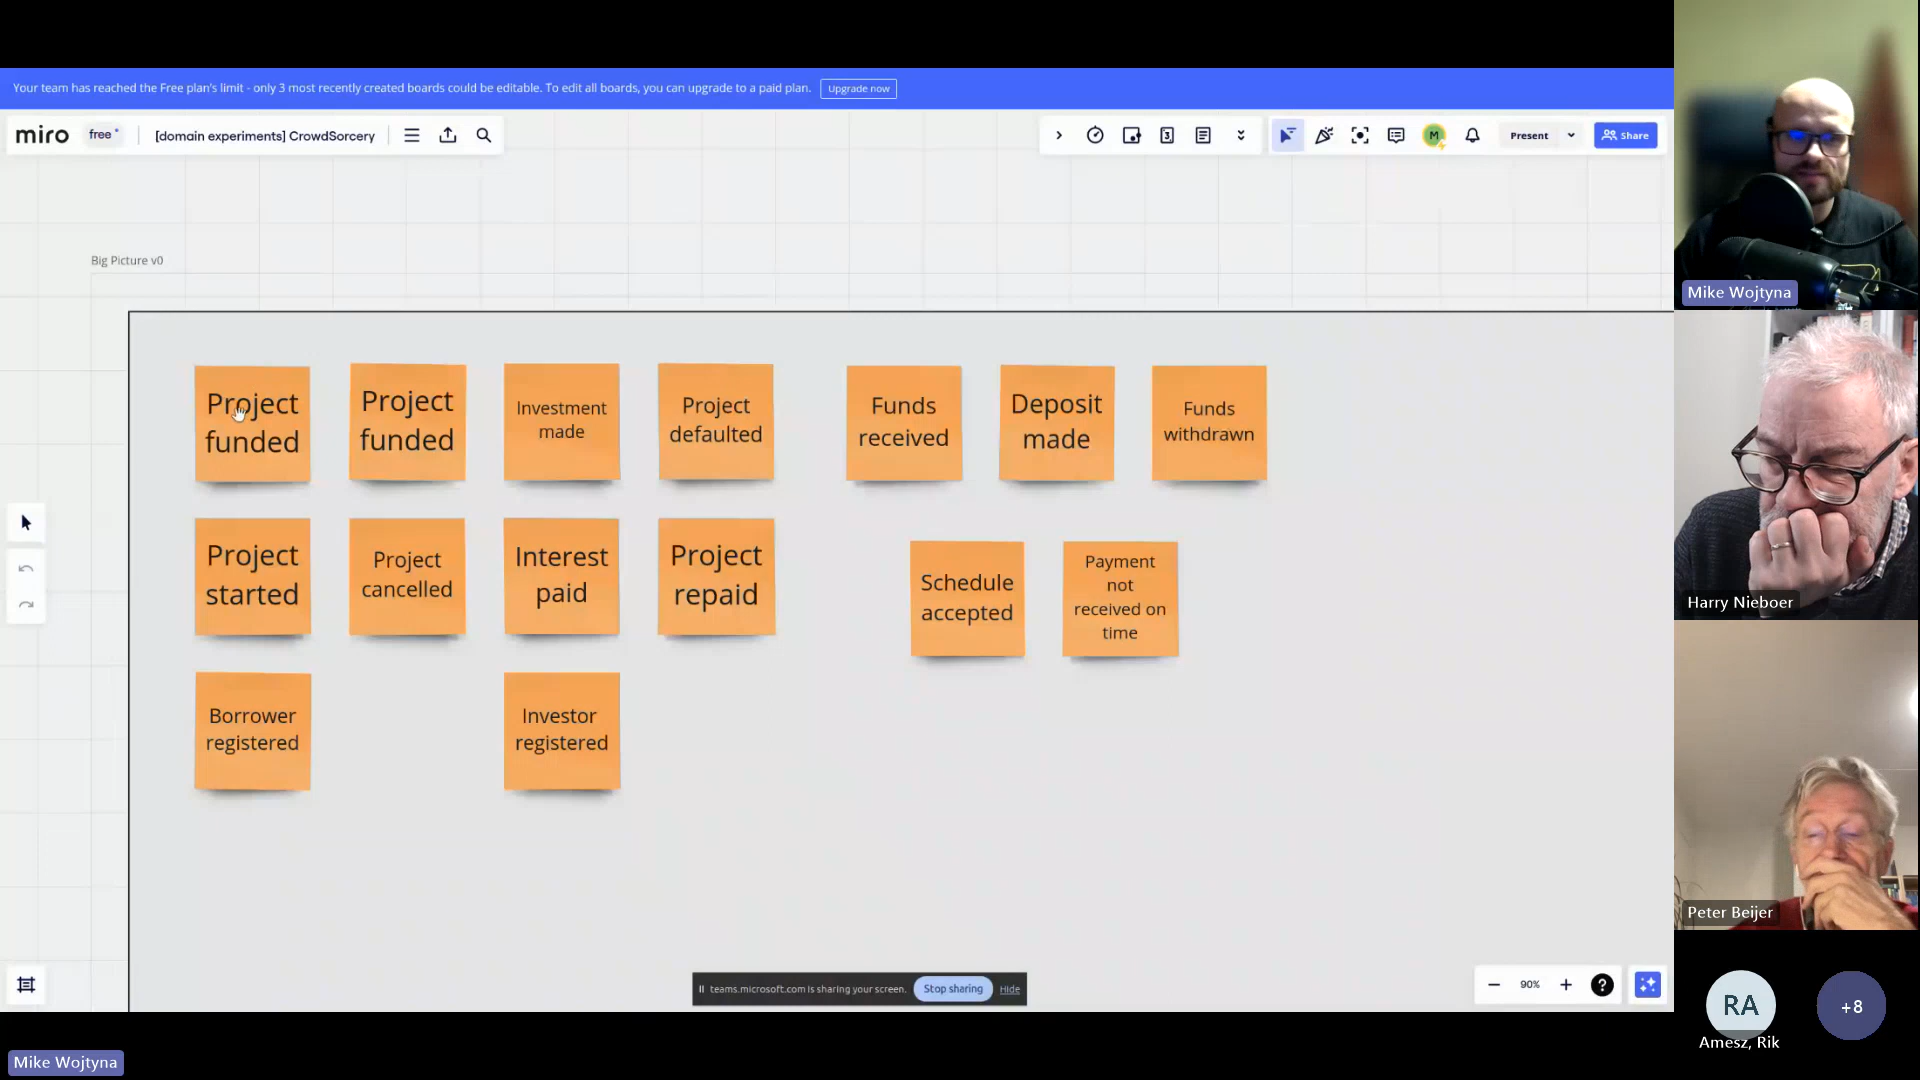 Your team has reached the Free plan's limit - only 3 most recently created boards could be editable. To edit all boards, you can upgrade to a paid plan. Upgrade now
miro free [domain experiments] CrowdSorcery
3
M
Present
Share
Big Picture v0
Project
funded
Project
funded
Investment
made
Project
defaulted
Funds
received
Deposit
made
Funds
withdrawn
Project
started
Project
cancelled
Interest
paid
Project
repaid
Schedule
accepted
Payment
not
received on
time
Borrower
registered
Investor
registered
teams.microsoft.com is sharing your screen. Stop sharing Hide
90%
?
Mike Wojtyna
Harry Nieboer
Peter Beijer
RA
Amesz, Rik
+8
Mike Wojtyna